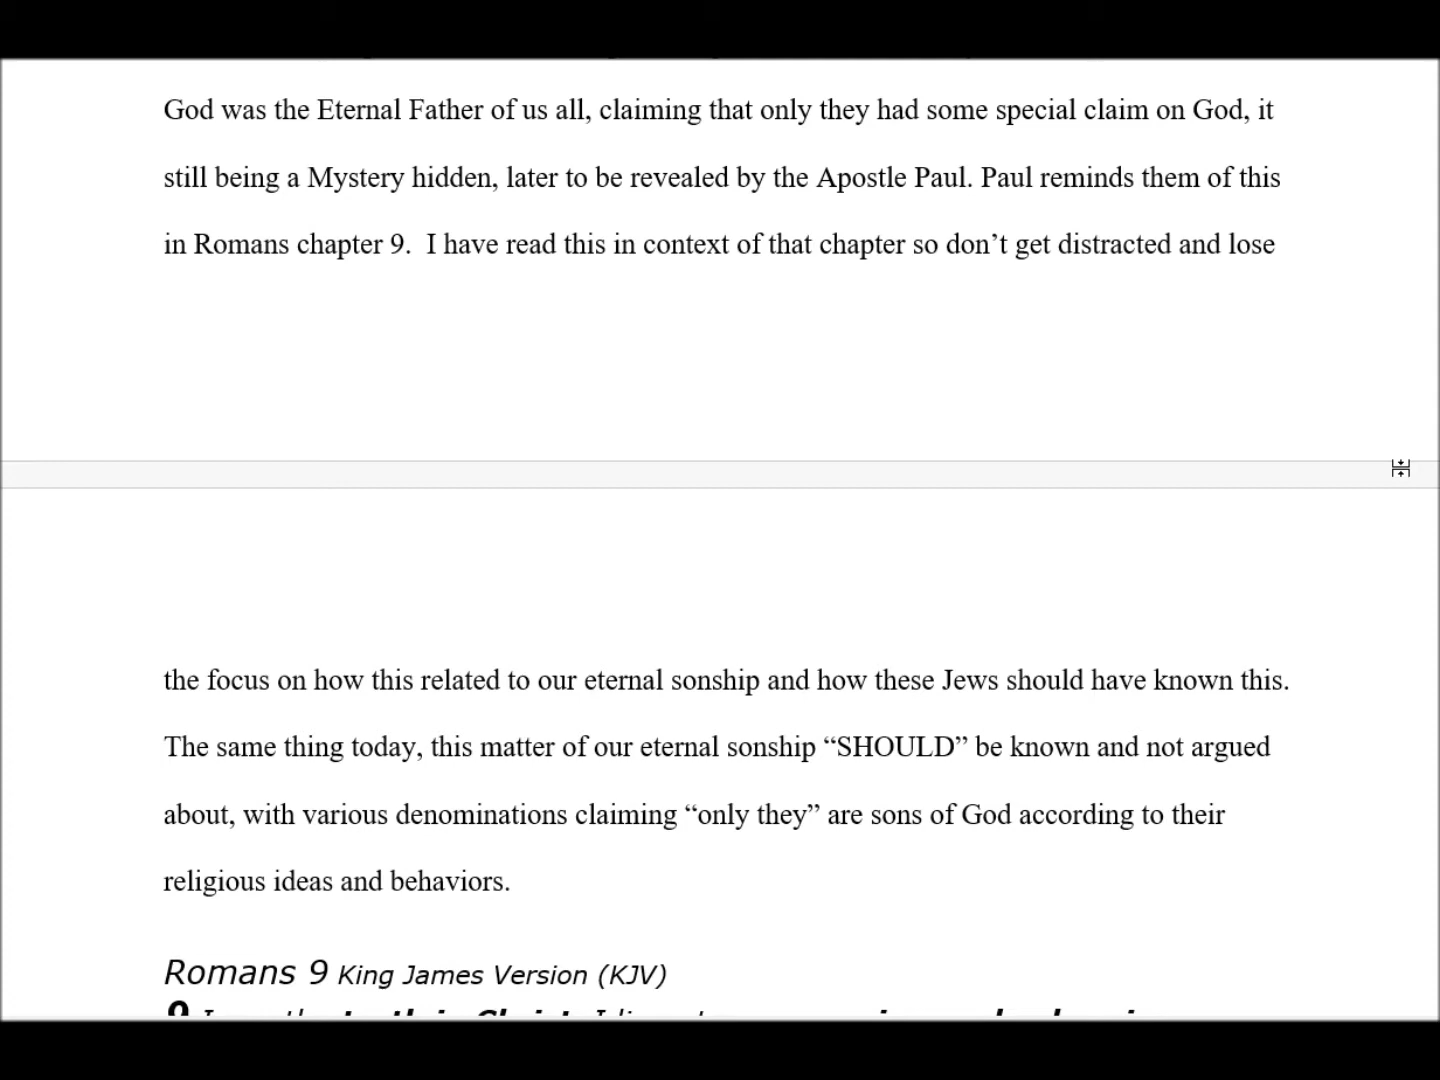 God was the Eternal Father of us all, claiming that only they had some special claim on God, it
still being a Mystery hidden, later to be revealed by the Apostle Paul. Paul reminds them of this
in Romans chapter 9.  I have read this in context of that chapter so don’t get distracted and lose
the focus on how this related to our eternal sonship and how these Jews should have known this.
The same thing today, this matter of our eternal sonship “SHOULD” be known and not argued
about, with various denominations claiming “only they” are sons of God according to their
religious ideas and behaviors.
Romans 9 King James Version (KJV)